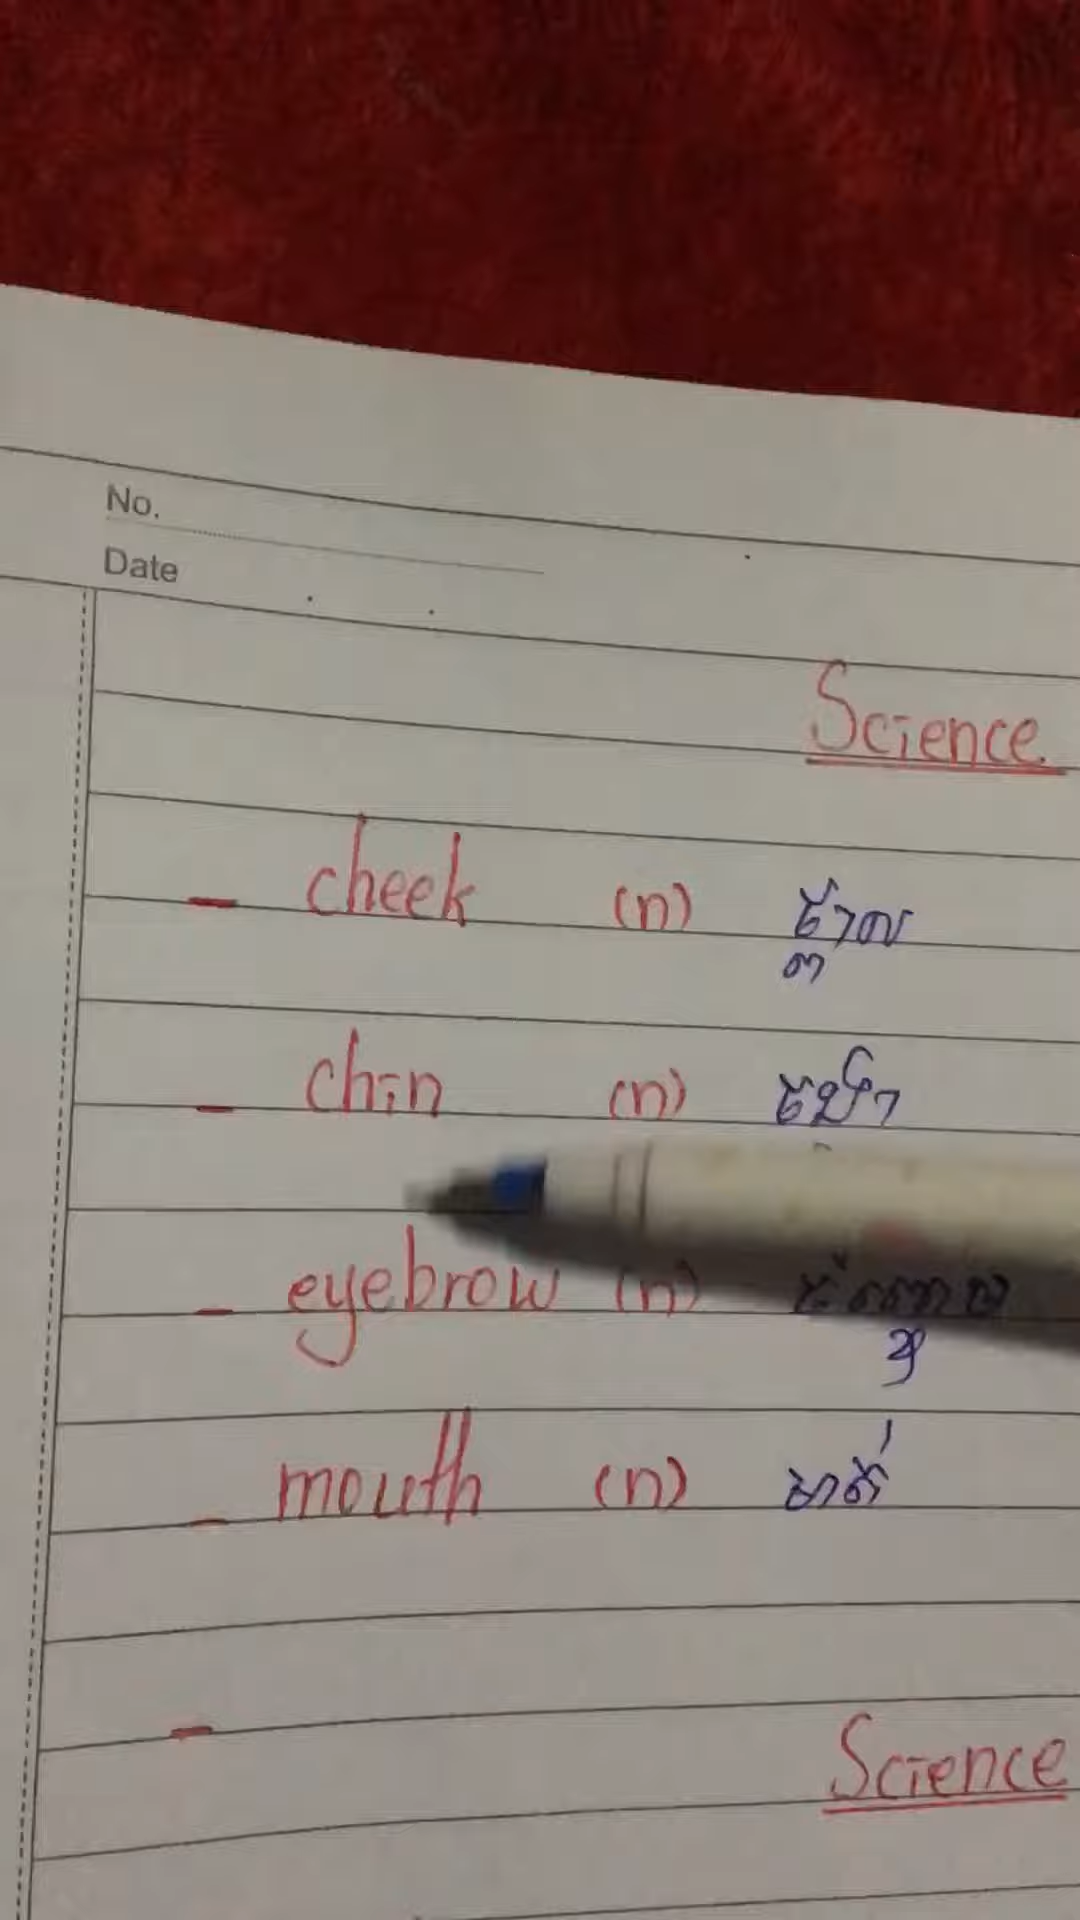 No.
Date
Science
- cheek (n) ថ្ពាល់
- chin (n) ចង្កា
- eyebrow (n)
- mouth (n) មាត់
-
Science